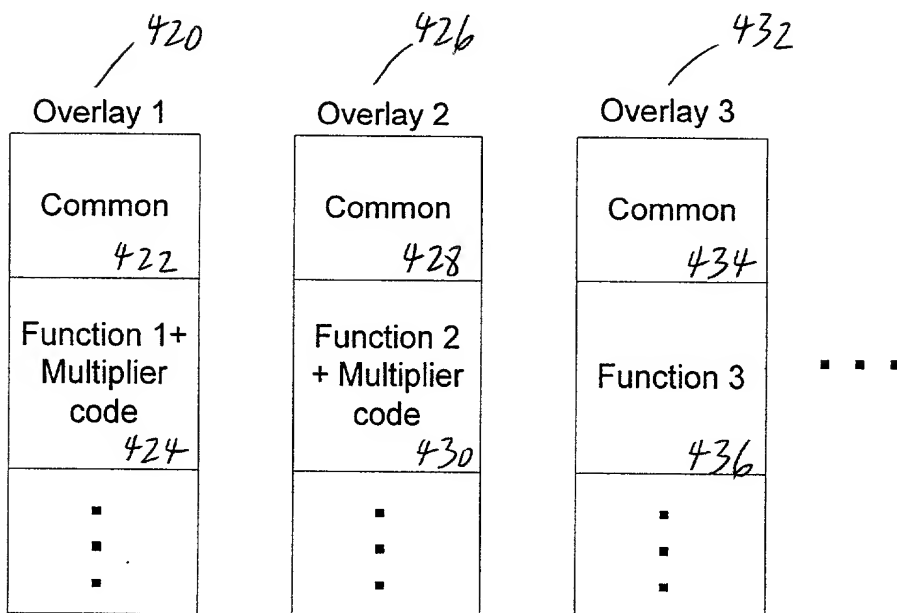 420
426
432
Overlay 1
Overlay 2
Overlay 3
Common
422
Common
428
Common
434
Function 1+
Multiplier
code
424
Function 2
+ Multiplier
code
430
Function 3
436